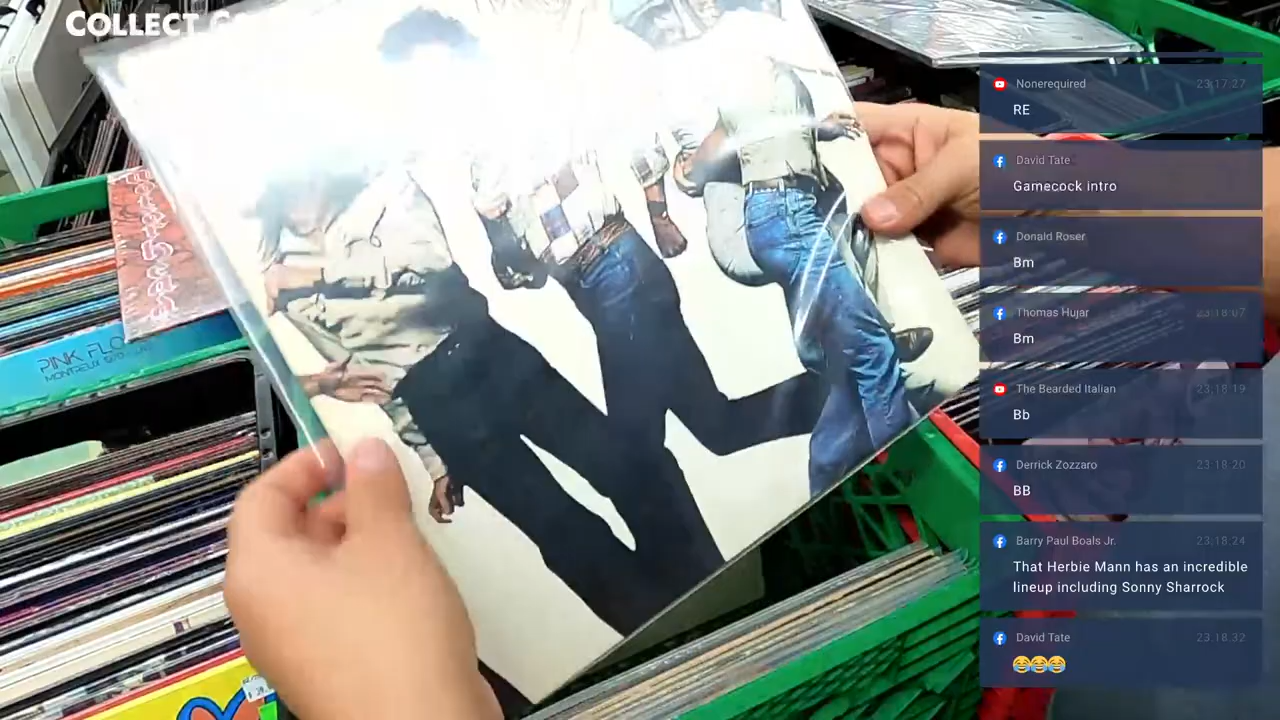 COLLECT
Nonerequired 23:17:27
RE
David Tate
Gamecock intro
Donald Roser
Bm
Thomas Hujar 23:18:07
Bm
The Bearded Italian 23:18:19
Bb
Derrick Zozzaro 23:18:20
BB
Barry Paul Boals Jr. 23:18:24
That Herbie Mann has an incredible
lineup including Sonny Sharrock
David Tate 23:18:32
😂😂😂
PINK FLO